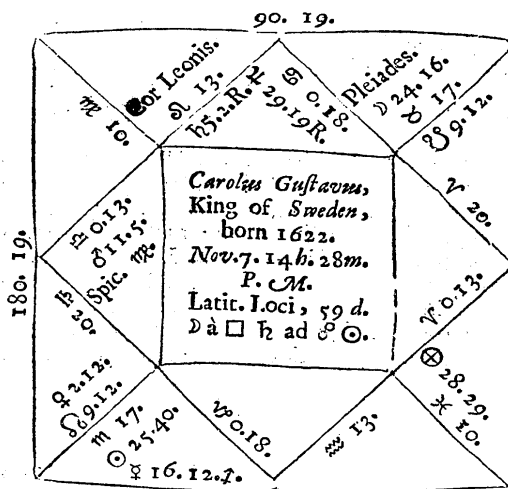 90. 19.
Cor Leonis.
♌ 13.
♄5.2.R.
♃ 29.19R.
♋ 0.18.
Pleiades.
☽ 24. 16.
♉ 17.
☋ 9.12.
♍ 10.
♈ 20.
♎ 0.13.
♂ 11.5.
Spic. ♍.
180. 19.
♎ 20.
Carolus Guſtavus,
King of Sweden,
born 1622.
Nov. 7. 14h. 28m.
P. M.
Latit. Loci, 59 d.
☽ à □ ♄ ad ☍ ☉.
♈ 0.13.
⊕ 28.29.
♓ 10.
♀ 2.12.
☊ 9.12.
♏ 17.
☉ 25.40.
☿ 16.12.♐.
♑ 0.18.
♒ 13.